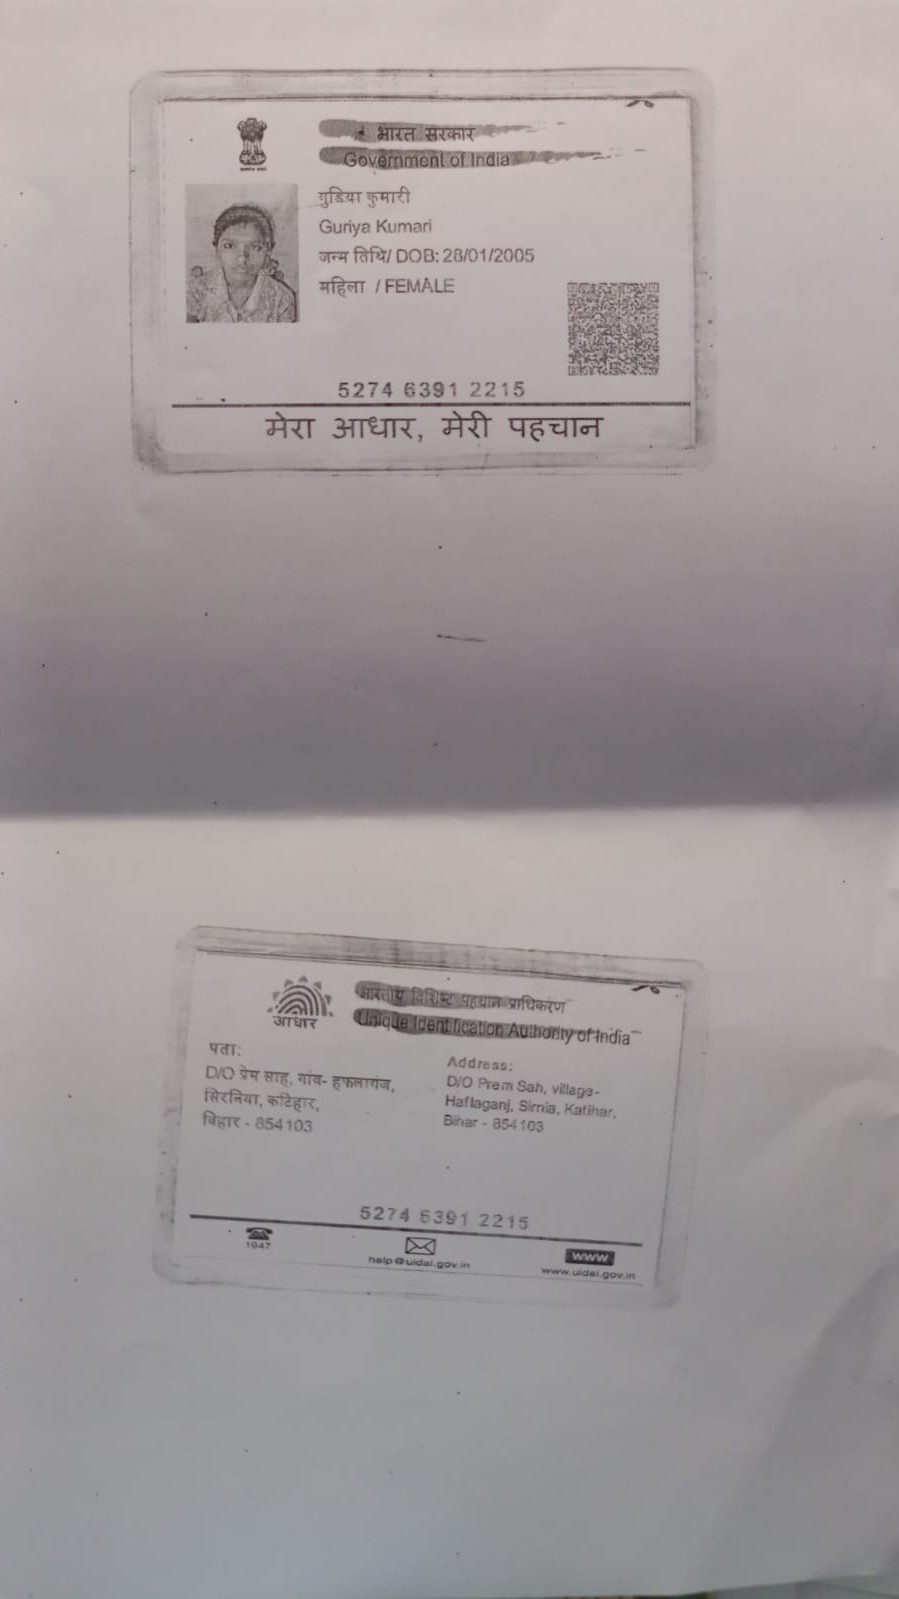 भारत सरकार
Government of India
गुडिया कुमारी
Guriya Kumari
जन्म तिथि/ DOB: 28/01/2005
महिला / FEMALE
5274 6391 2215
मेरा आधार, मेरी पहचान
भारतीय विशिष्ट पहचान प्राधिकरण
Unique Identification Authority of India
आधार
पता:
D/O प्रेम साह, गांव- हफलागंज,
सिरनिया, कटिहार,
बिहार - 854103
Address:
D/O Prem Sah, village-
Haflaganj, Sirnia, Katihar,
Bihar - 854103
5274 6391 2215
1947
help@uidai.gov.in
www
www.uidai.gov.in